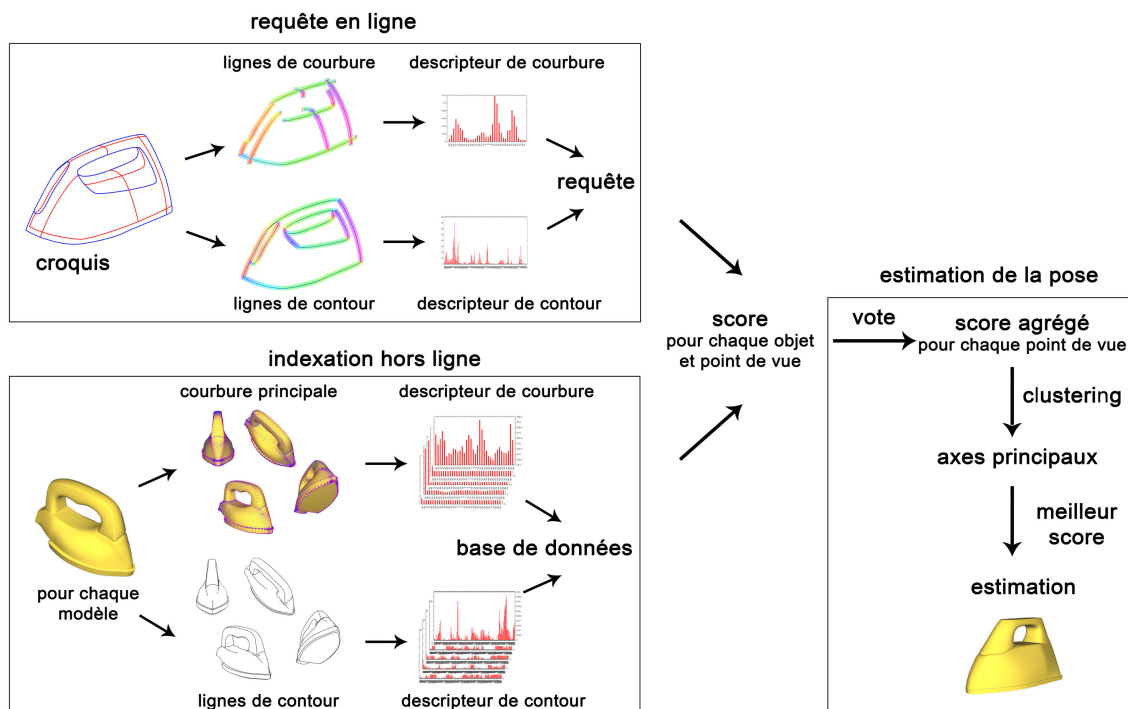 requête en ligne
lignes de courbure
descripteur de courbure
croquis
requête
lignes de contour
descripteur de contour
indexation hors ligne
courbure principale
descripteur de courbure
pour chaque
modèle
base de données
lignes de contour
descripteur de contour
score
pour chaque objet
et point de vue
estimation de la pose
vote
score agrégé
pour chaque point de vue
clustering
axes principaux
meilleur
score
estimation